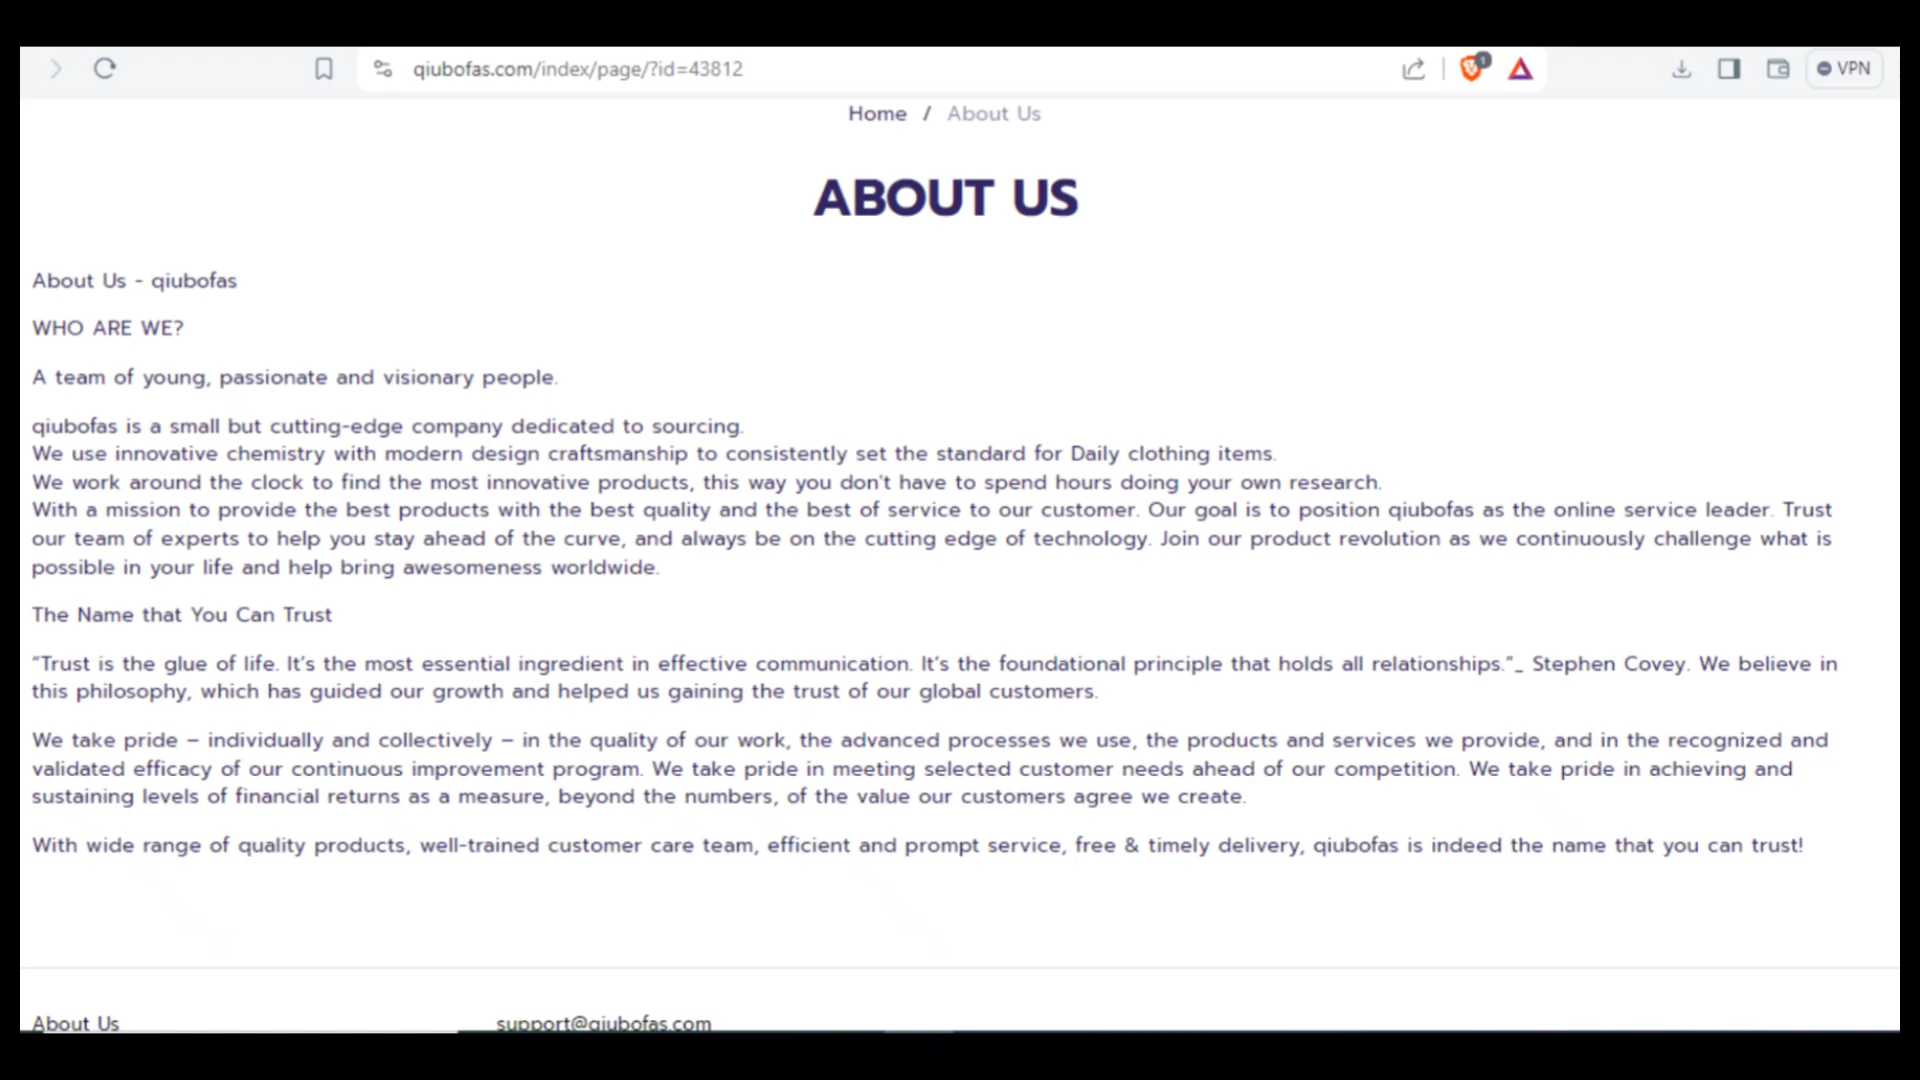 qiubofas.com/index/page/?id=43812
1
VPN
Home / About Us
ABOUT US
About Us - qiubofas
WHO ARE WE?
A team of young, passionate and visionary people.
qiubofas is a small but cutting-edge company dedicated to sourcing.
We use innovative chemistry with modern design craftsmanship to consistently set the standard for Daily clothing items.
We work around the clock to find the most innovative products, this way you don't have to spend hours doing your own research.
With a mission to provide the best products with the best quality and the best of service to our customer. Our goal is to position qiubofas as the online service leader. Trust
our team of experts to help you stay ahead of the curve, and always be on the cutting edge of technology. Join our product revolution as we continuously challenge what is
possible in your life and help bring awesomeness worldwide.
The Name that You Can Trust
“Trust is the glue of life. It’s the most essential ingredient in effective communication. It’s the foundational principle that holds all relationships.”_ Stephen Covey. We believe in
this philosophy, which has guided our growth and helped us gaining the trust of our global customers.
We take pride – individually and collectively – in the quality of our work, the advanced processes we use, the products and services we provide, and in the recognized and
validated efficacy of our continuous improvement program. We take pride in meeting selected customer needs ahead of our competition. We take pride in achieving and
sustaining levels of financial returns as a measure, beyond the numbers, of the value our customers agree we create.
With wide range of quality products, well-trained customer care team, efficient and prompt service, free & timely delivery, qiubofas is indeed the name that you can trust!
About Us support@qiubofas.com